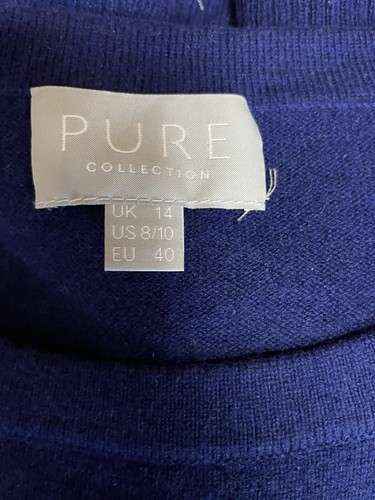 PURE
COLLECTION
UK 14
US 8/10
EU 40